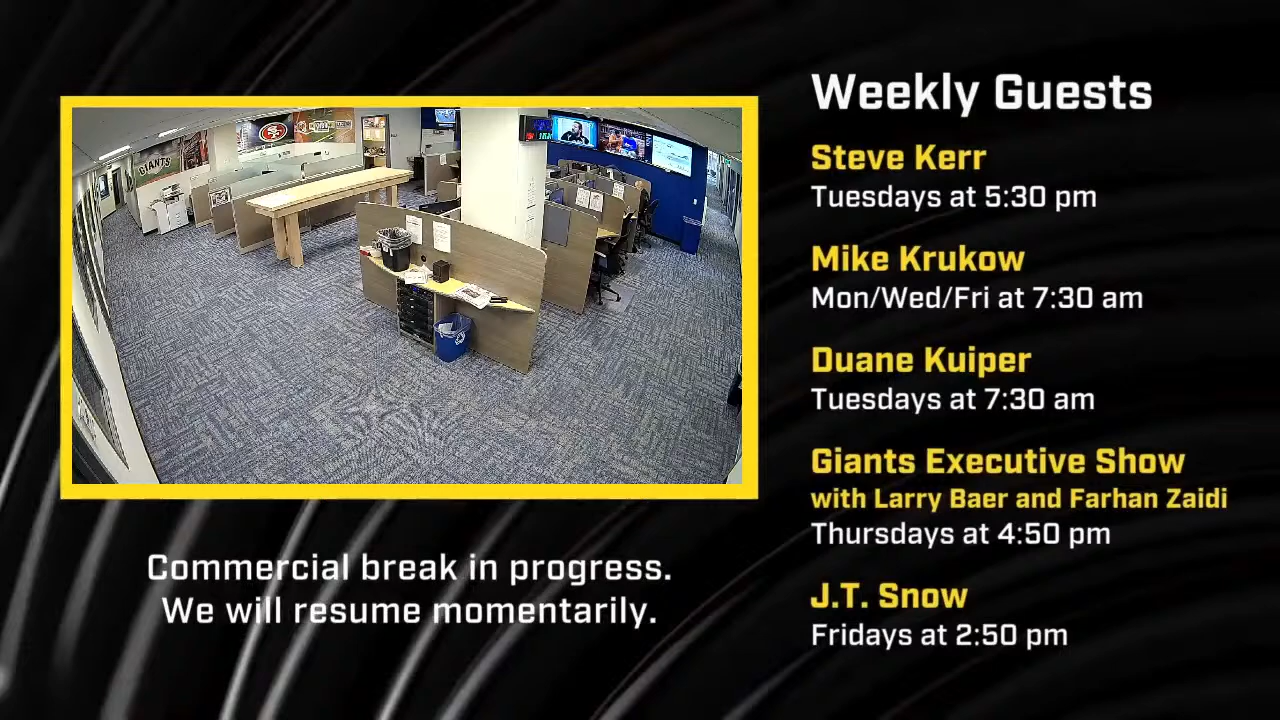 Weekly Guests
Steve Kerr
Tuesdays at 5:30 pm
Mike Krukow
Mon/Wed/Fri at 7:30 am
Duane Kuiper
Tuesdays at 7:30 am
Giants Executive Show
with Larry Baer and Farhan Zaidi
Thursdays at 4:50 pm
J.T. Snow
Fridays at 2:50 pm
GIANTS
Commercial break in progress.
We will resume momentarily.